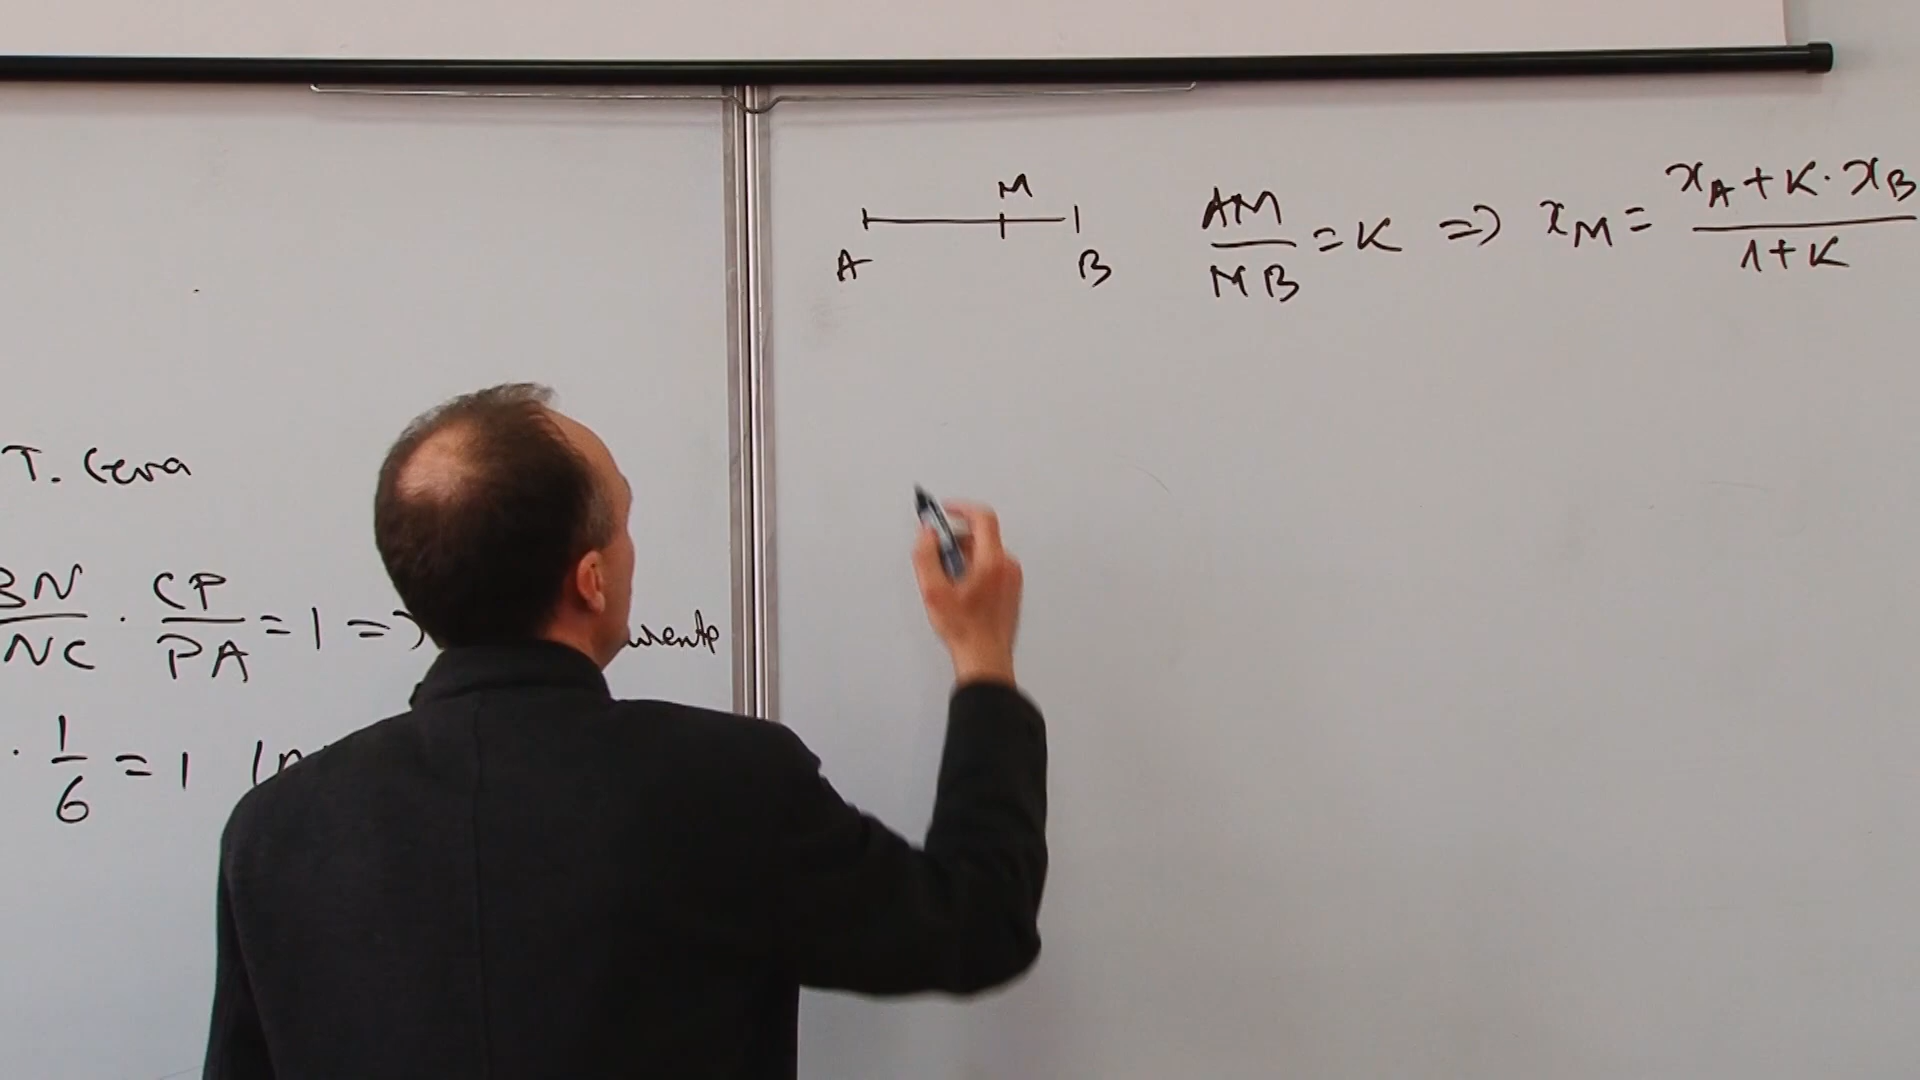 T. Ceva
BN/NC · CP/PA = 1 =>
· 1/6 = 1
A M B
AM/MB = K => x_M = (x_A + K · x_B)/(1 + K)